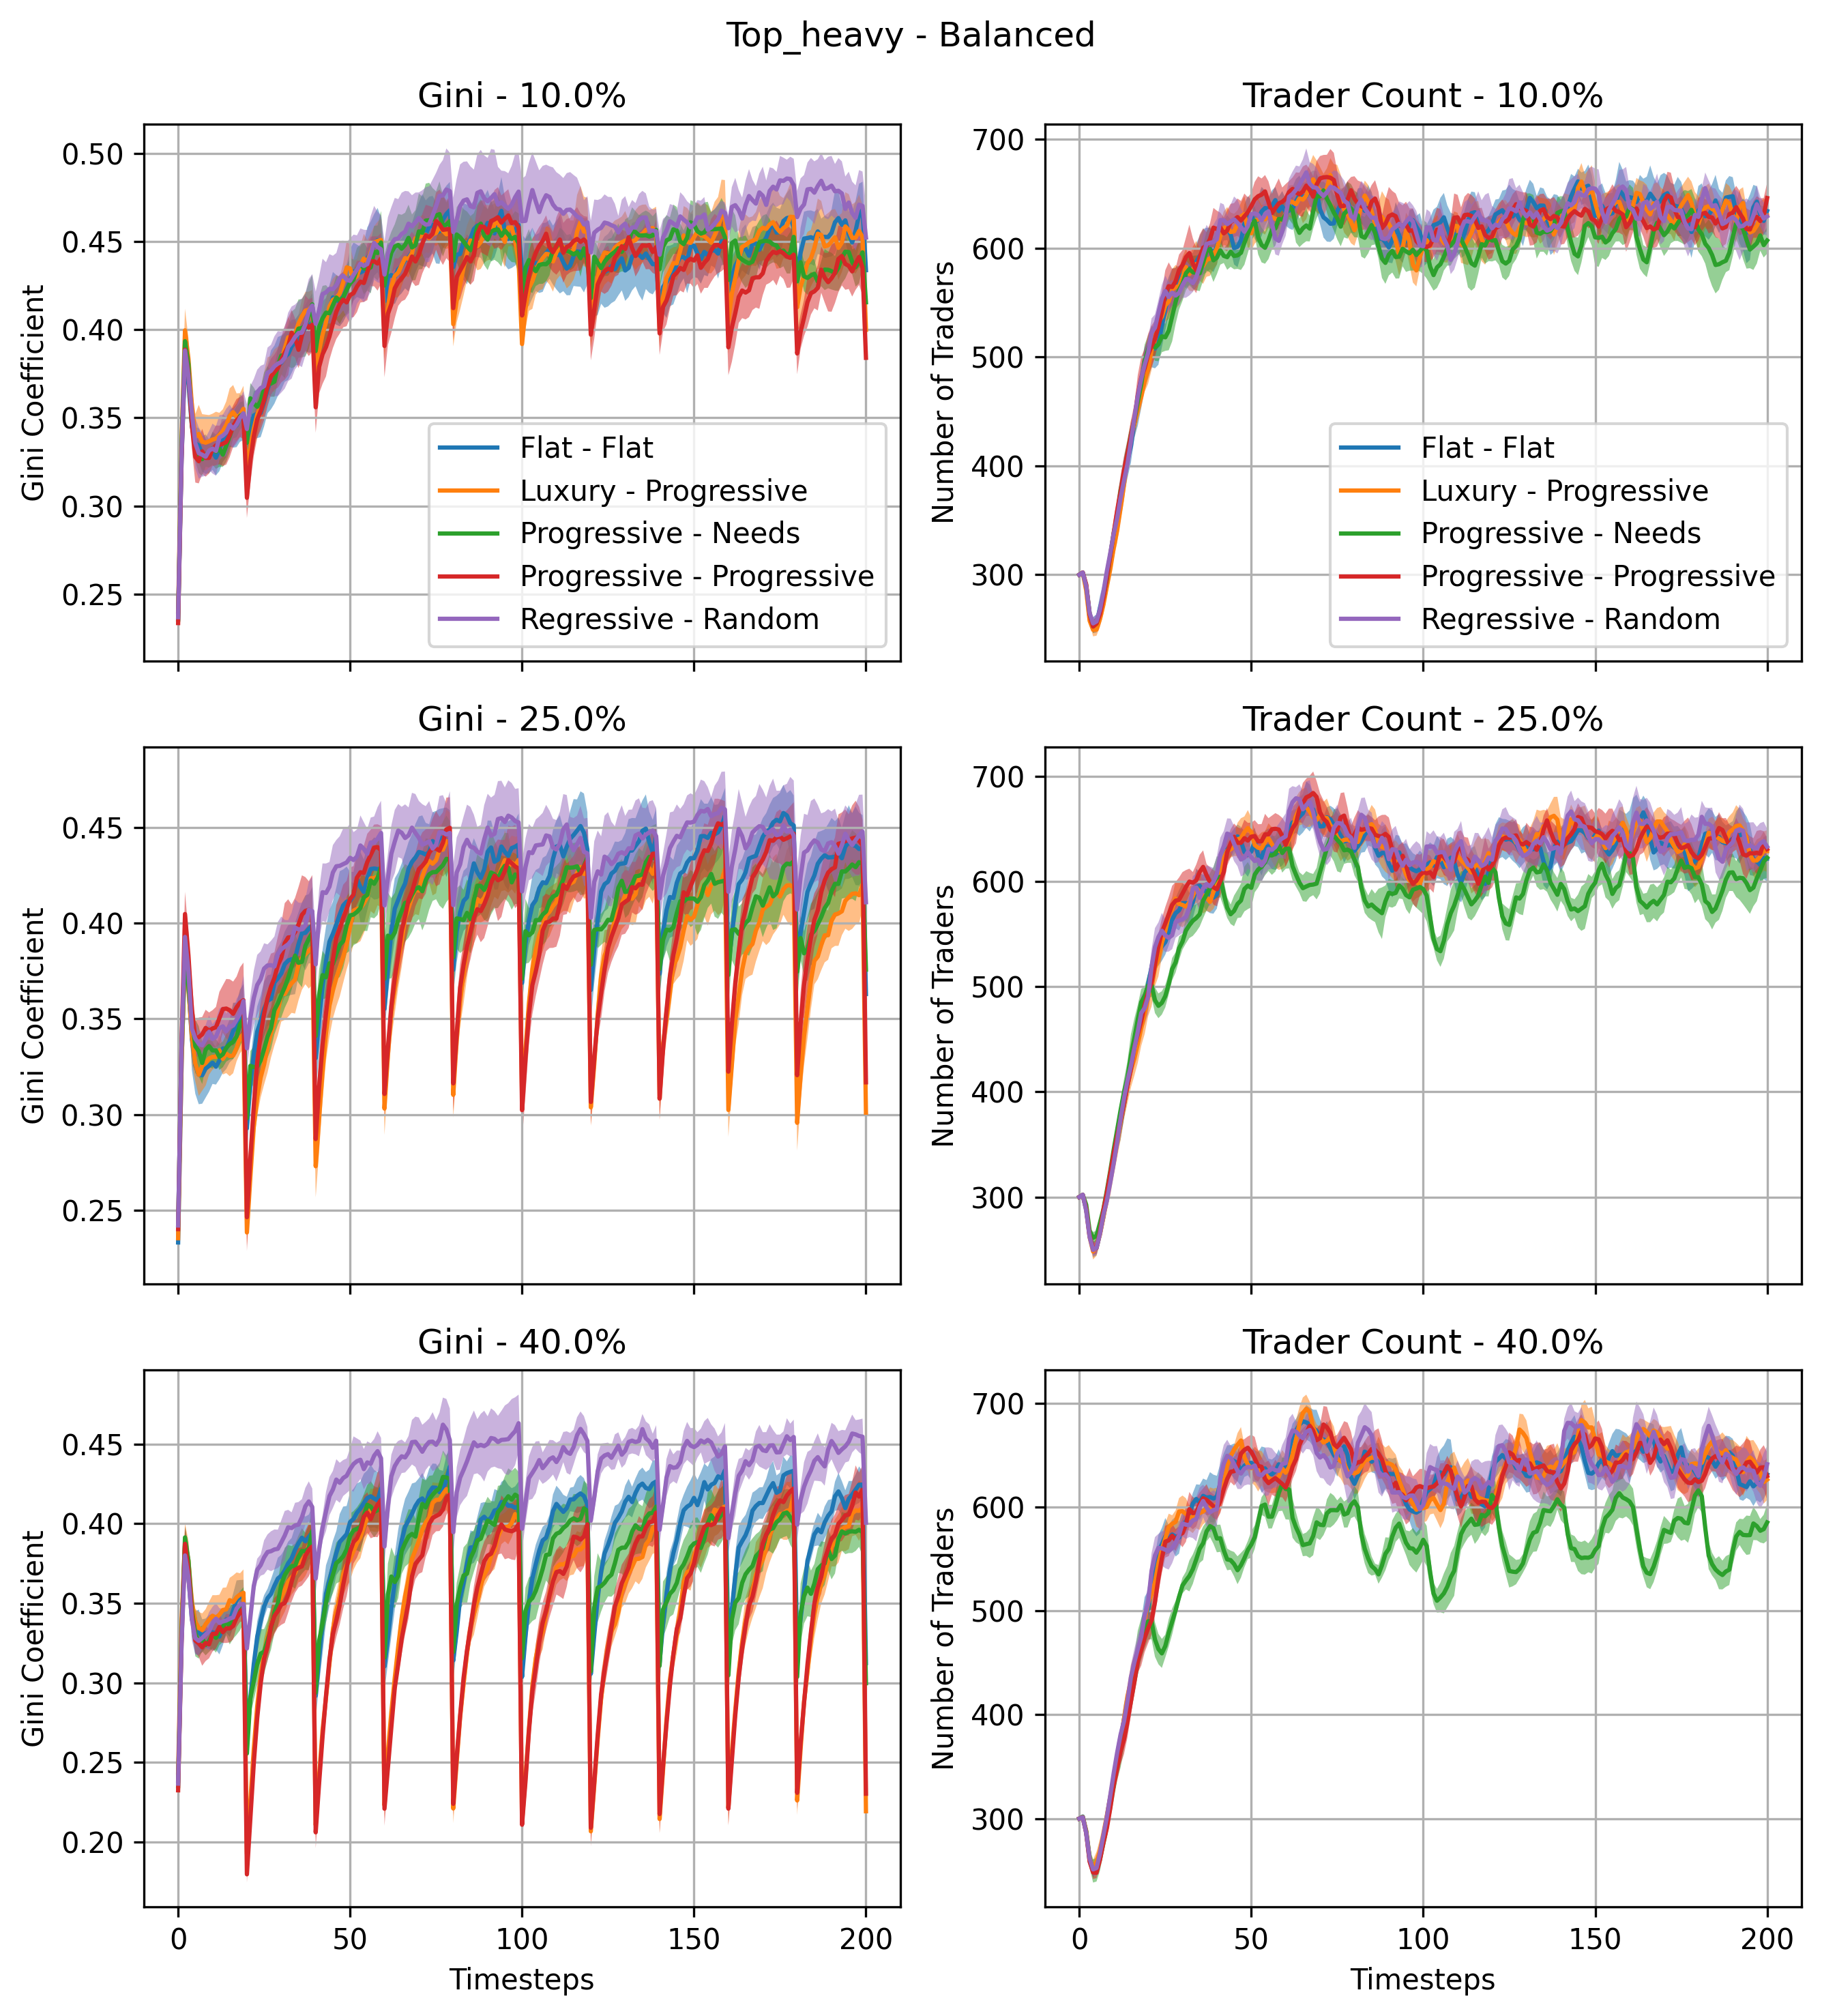 Top_heavy - Balanced
Gini - 10.0%
Gini Coefficient
0.50
0.45
0.40
0.35
0.30
0.25
Flat - Flat
Luxury - Progressive
Progressive - Needs
Progressive - Progressive
Regressive - Random
Trader Count - 10.0%
Number of Traders
700
600
500
400
300
Flat - Flat
Luxury - Progressive
Progressive - Needs
Progressive - Progressive
Regressive - Random
Gini - 25.0%
Gini Coefficient
0.45
0.40
0.35
0.30
0.25
Trader Count - 25.0%
Number of Traders
700
600
500
400
300
Gini - 40.0%
Gini Coefficient
0.45
0.40
0.35
0.30
0.25
0.20
0 50 100 150 200
Timesteps
Trader Count - 40.0%
Number of Traders
700
600
500
400
300
0 50 100 150 200
Timesteps